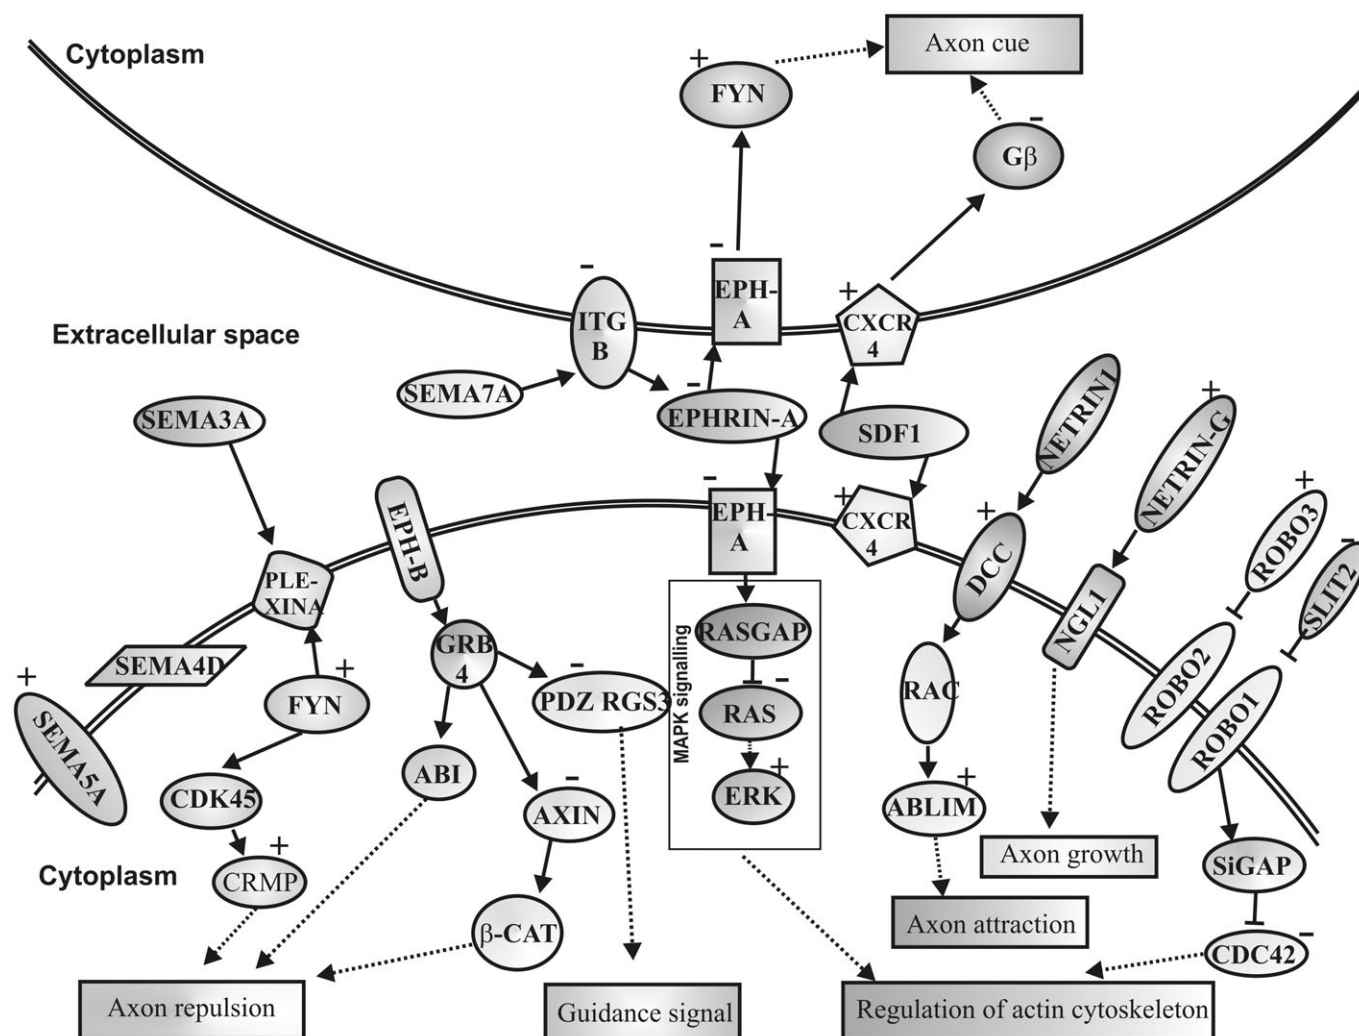 Cytoplasm
Axon cue
+
FYN
-
Gβ
-
-
EPH-
A
+
CXCR
4
ITG
B
Extracellular space
SEMA7A
-
EPHRIN-A
SDF1
SEMA3A
NETRIN1
+
NETRIN-G
EPH-B
-
EPH-
A
+
CXCR
4
+
DCC
+
ROBO3
-
SLIT2
PLE-
XINA
NGL1
MAPK signalling
RASGAP
GRB
4
SEMA4D
+
SEMA5A
+
FYN
-
PDZ RGS3
-
RAS
RAC
ROBO2
ROBO1
ABI
CDK45
-
AXIN
+
ERK
+
ABLIM
Axon growth
SiGAP
Cytoplasm
+
CRMP
β-CAT
Axon attraction
-
CDC42
Axon repulsion
Guidance signal
Regulation of actin cytoskeleton